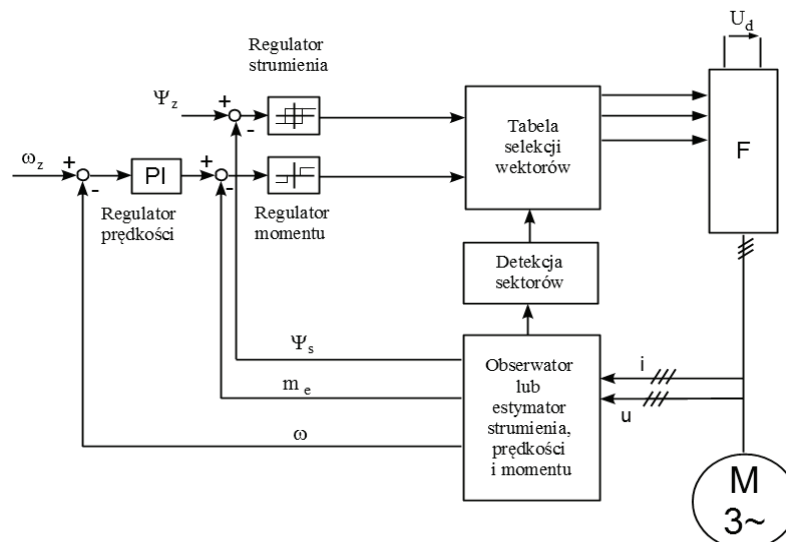 U_d
Regulator
strumienia
Ψ_z
+
-
Tabela
selekcji
wektorów
F
ω_z
+
-
PI
+
-
Regulator
prędkości
Regulator
momentu
Detekcja
sektorów
Ψ_s
m_e
ω
Obserwator
lub
estymator
strumienia,
prędkości
i momentu
i
u
M
3~